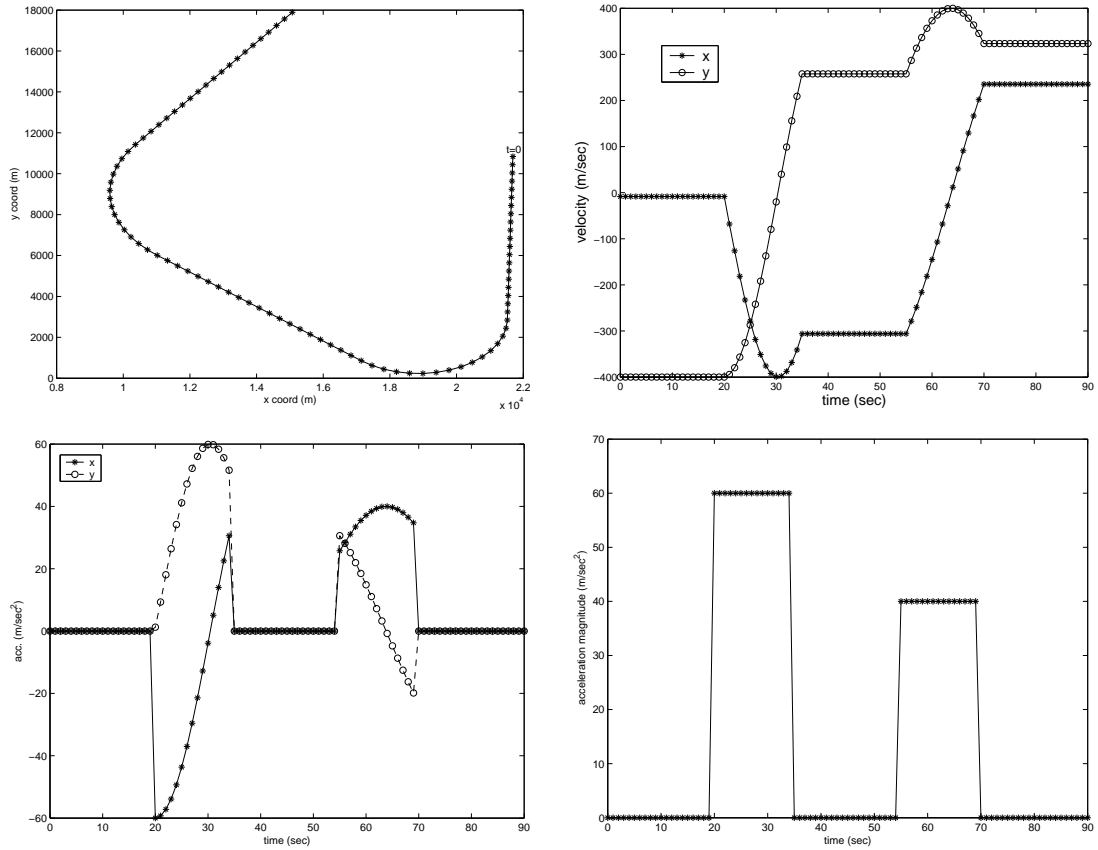 18000
16000
14000
12000
10000
8000
6000
4000
2000
0
y coord (m)
t=0
0.8 1 1.2 1.4 1.6 1.8 2 2.2
x coord (m)
x 10^4
400
300
200
100
0
−100
−200
−300
−400
velocity (m/sec)
x
y
0 10 20 30 40 50 60 70 80 90
time (sec)
60
40
20
0
−20
−40
−60
acc. (m/sec^2)
x
y
0 10 20 30 40 50 60 70 80 90
time (sec)
70
60
50
40
30
20
10
0
acceleration magnitude (m/sec^2)
0 10 20 30 40 50 60 70 80 90
time (sec)